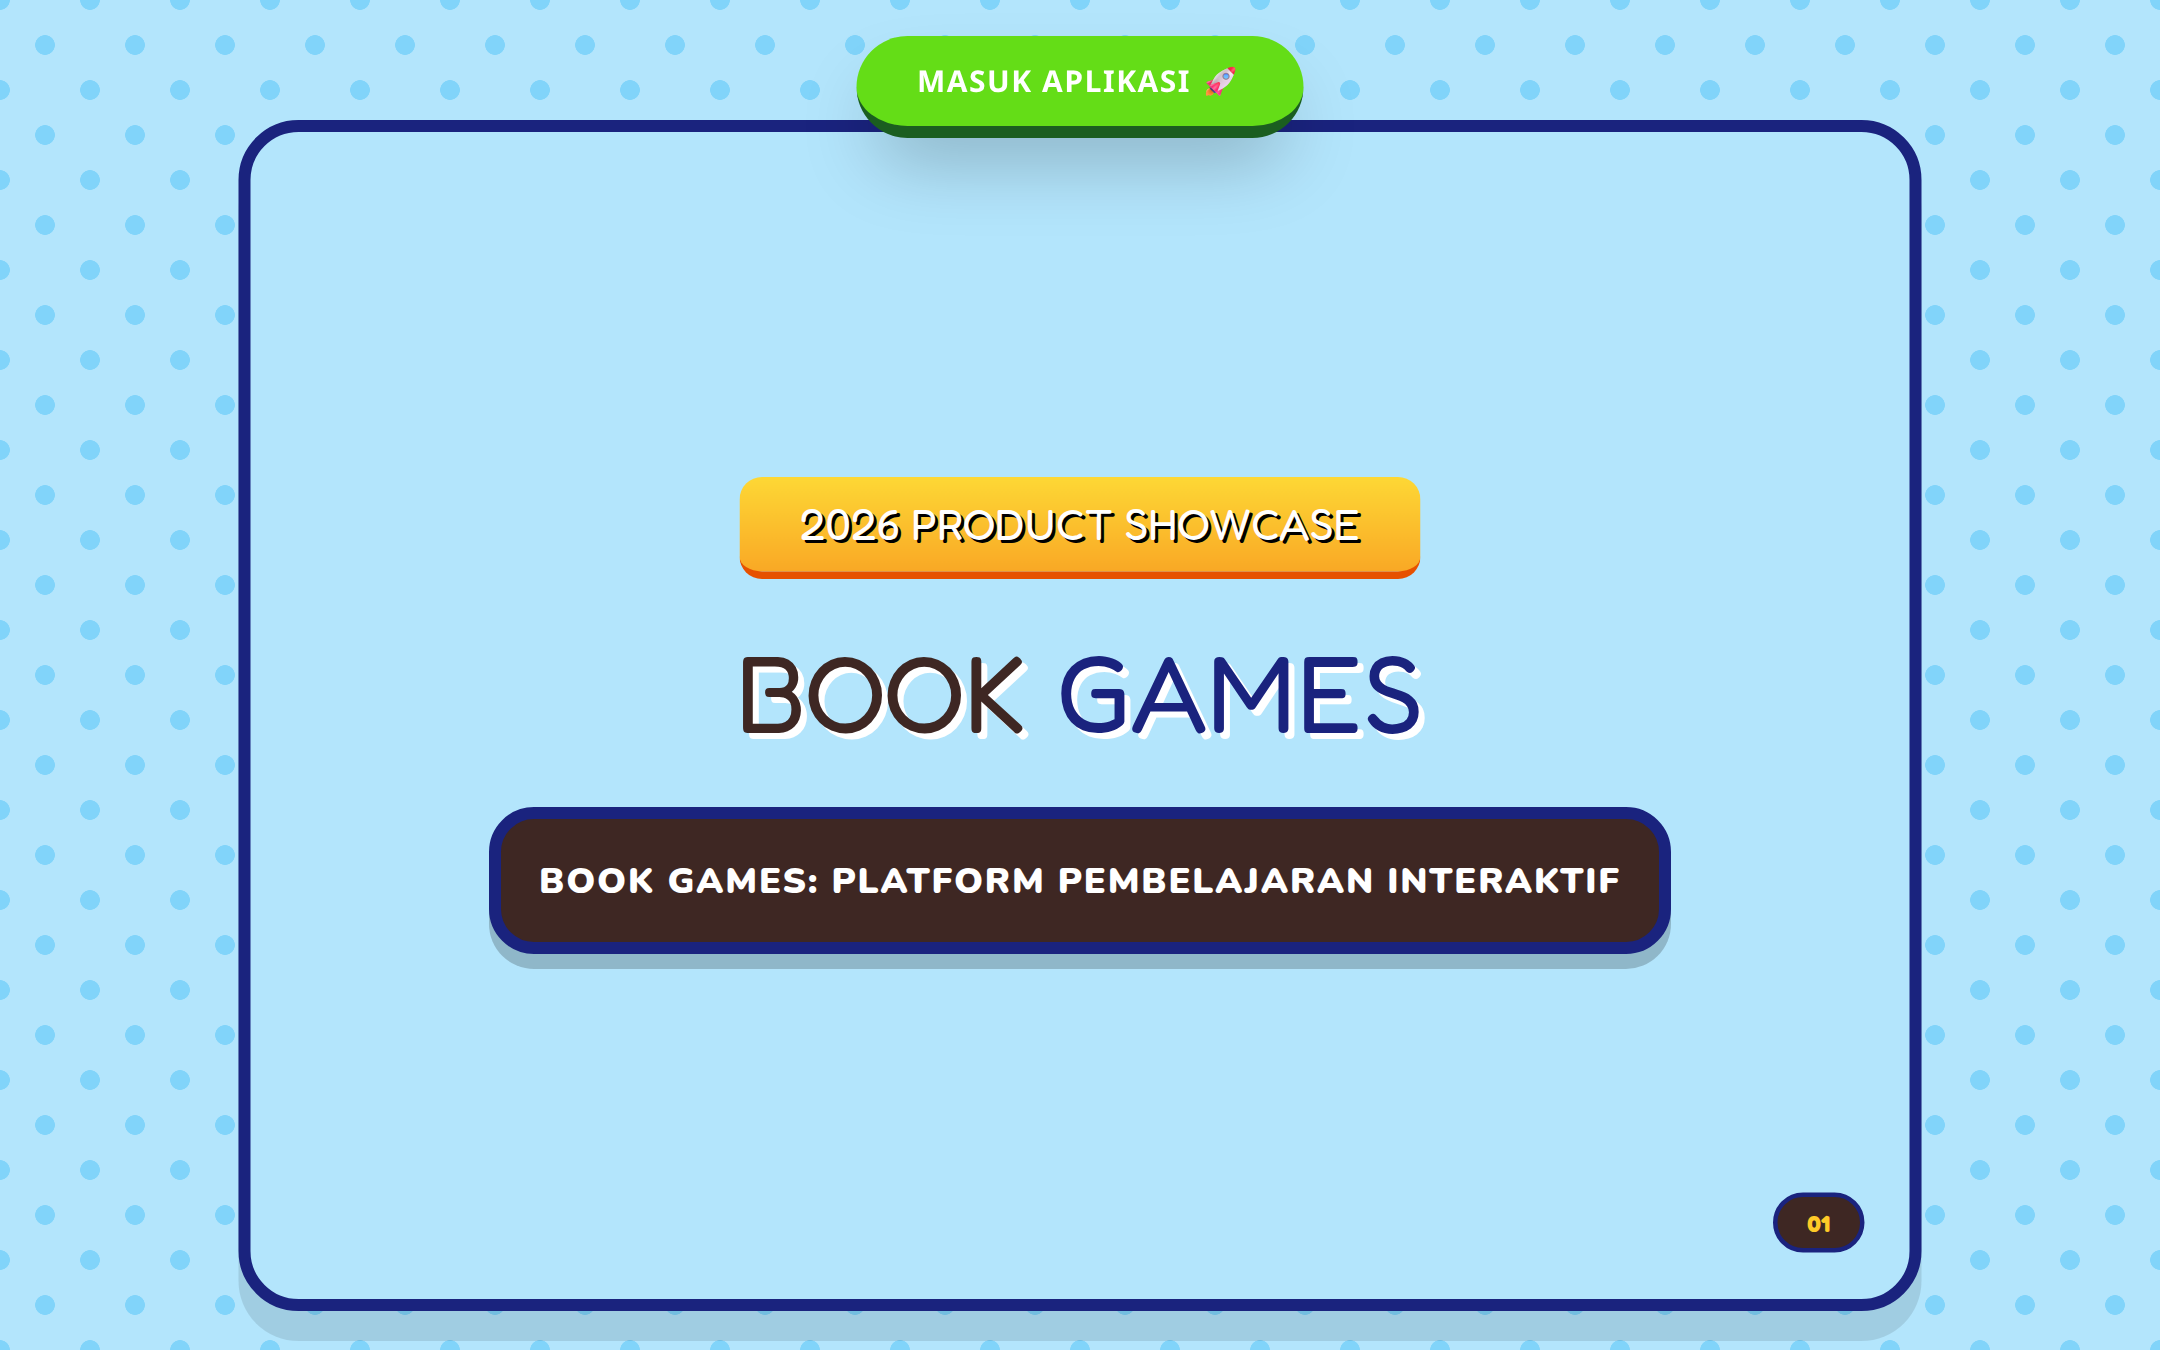 MASUK APLIKASI 🚀
2026 PRODUCT SHOWCASE
BOOK GAMES
BOOK GAMES: PLATFORM PEMBELAJARAN INTERAKTIF
01